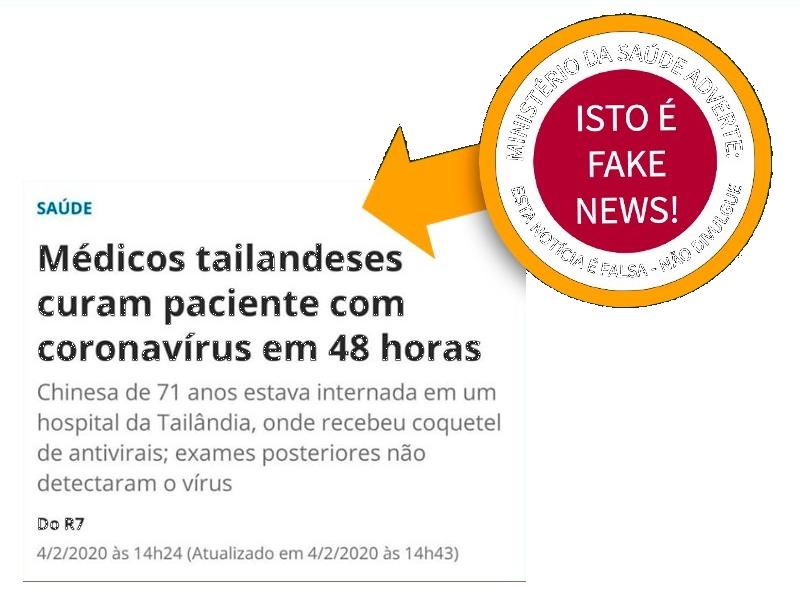 MINISTÉRIO DA SAÚDE ADVERTE:
ISTO É
FAKE
NEWS!
ESTA NOTÍCIA É FALSA - NÃO DIVULGUE
SAÚDE
Médicos tailandeses
curam paciente com
coronavírus em 48 horas
Chinesa de 71 anos estava internada em um
hospital da Tailândia, onde recebeu coquetel
de antivirais; exames posteriores não
detectaram o vírus
Do R7
4/2/2020 às 14h24 (Atualizado em 4/2/2020 às 14h43)